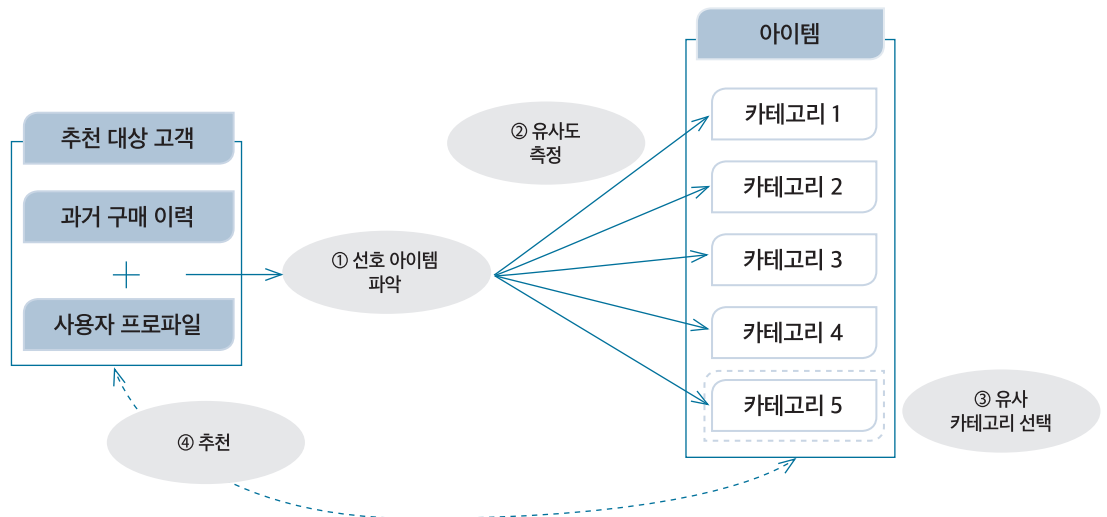 추천 대상 고객
과거 구매 이력
+
사용자 프로파일
① 선호 아이템
파악
② 유사도
측정
아이템
카테고리 1
카테고리 2
카테고리 3
카테고리 4
카테고리 5
③ 유사
카테고리 선택
④ 추천